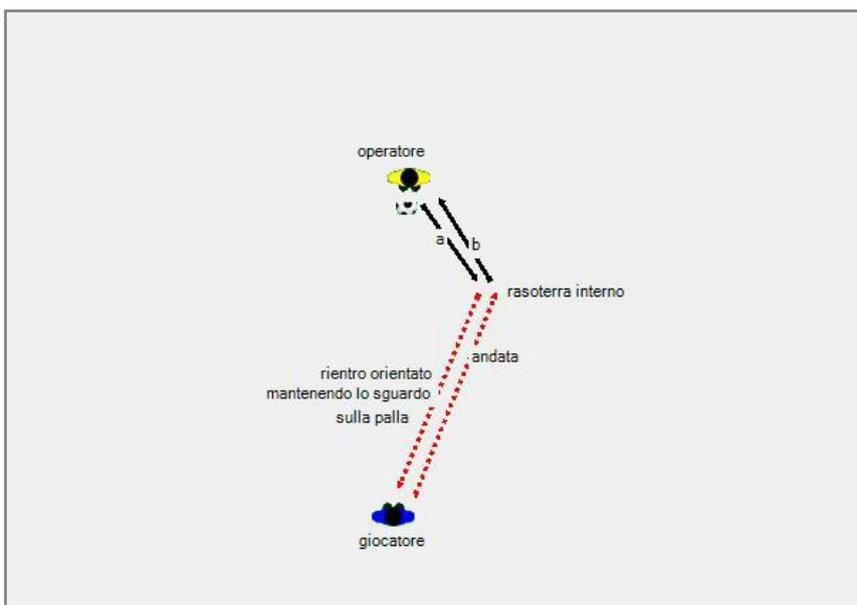 operatore
a
b
rasoterra interno
andata
rientro orientato
mantenendo lo sguardo
sulla palla
giocatore